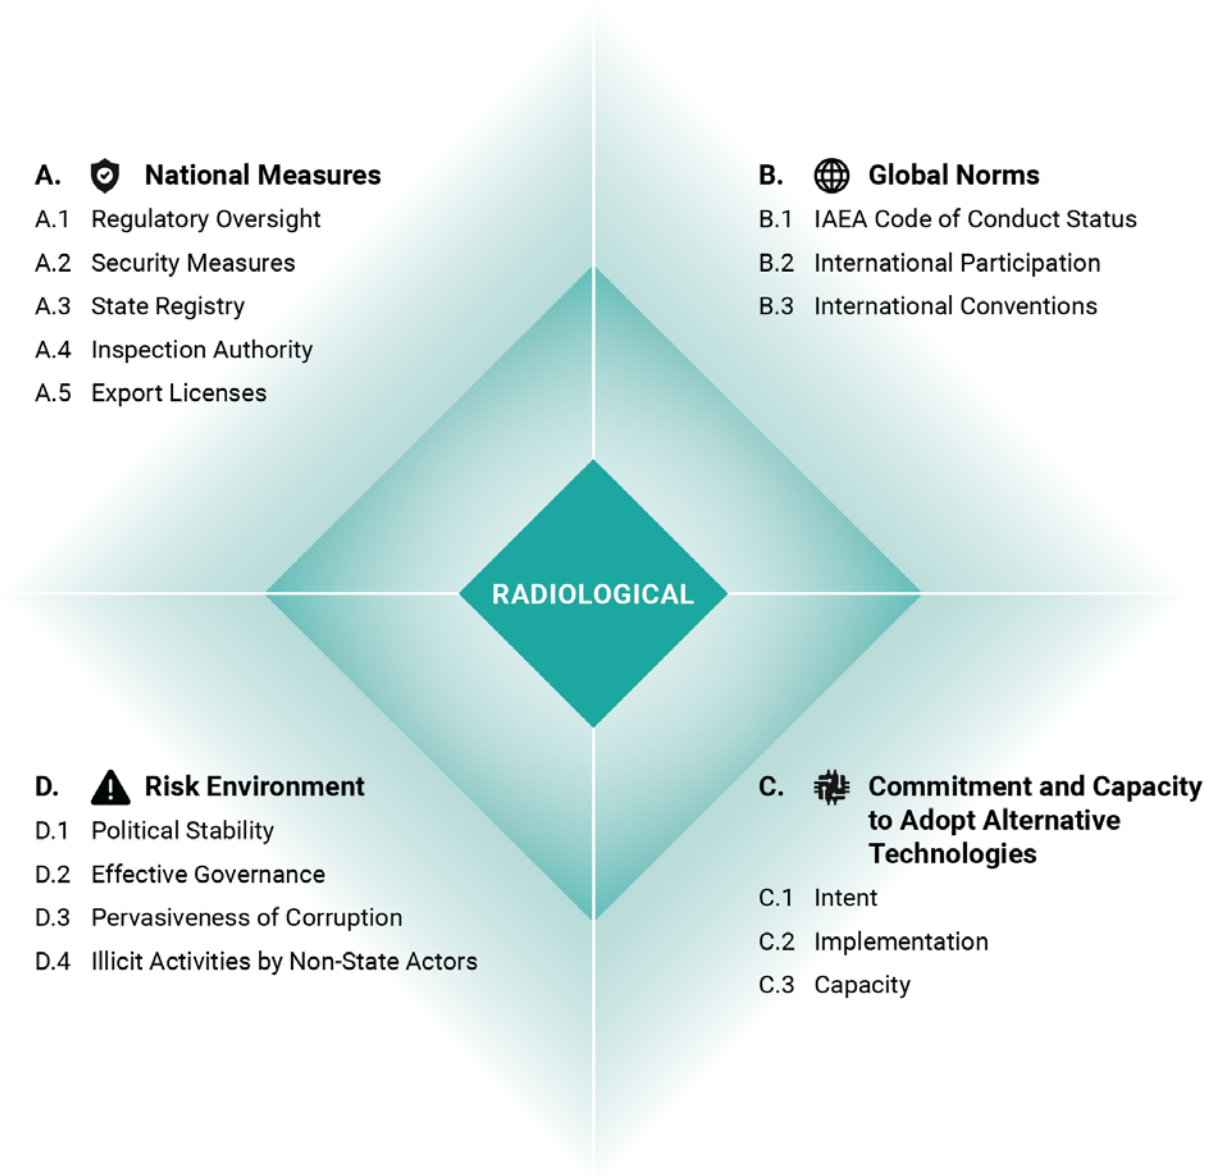 A. National Measures
A.1 Regulatory Oversight
A.2 Security Measures
A.3 State Registry
A.4 Inspection Authority
A.5 Export Licenses
B. Global Norms
B.1 IAEA Code of Conduct Status
B.2 International Participation
B.3 International Conventions
RADIOLOGICAL
D. Risk Environment
D.1 Political Stability
D.2 Effective Governance
D.3 Pervasiveness of Corruption
D.4 Illicit Activities by Non-State Actors
C. Commitment and Capacity
to Adopt Alternative
Technologies
C.1 Intent
C.2 Implementation
C.3 Capacity